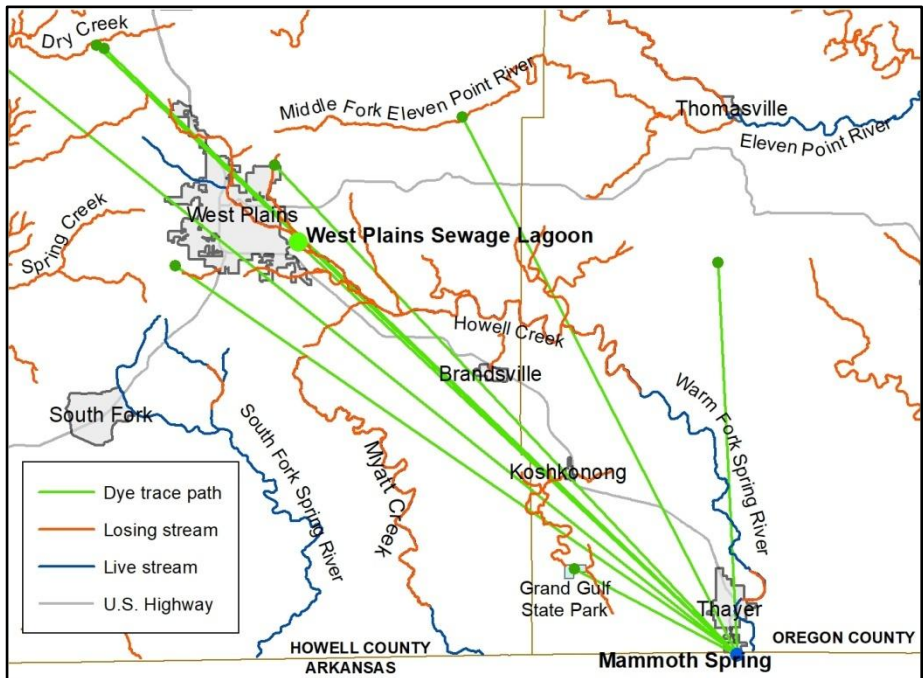 Dry Creek
Middle Fork Eleven Point River
Thomasville
Eleven Point River
West Plains
West Plains Sewage Lagoon
Spring Creek
Howell Creek
Brandsville
Warm Fork Spring River
South Fork
South Fork Spring River
Myatt Creek
Koshkonong
Dye trace path
Losing stream
Live stream
U.S. Highway
Grand Gulf
State Park
Thayer
HOWELL COUNTY
OREGON COUNTY
ARKANSAS
Mammoth Spring